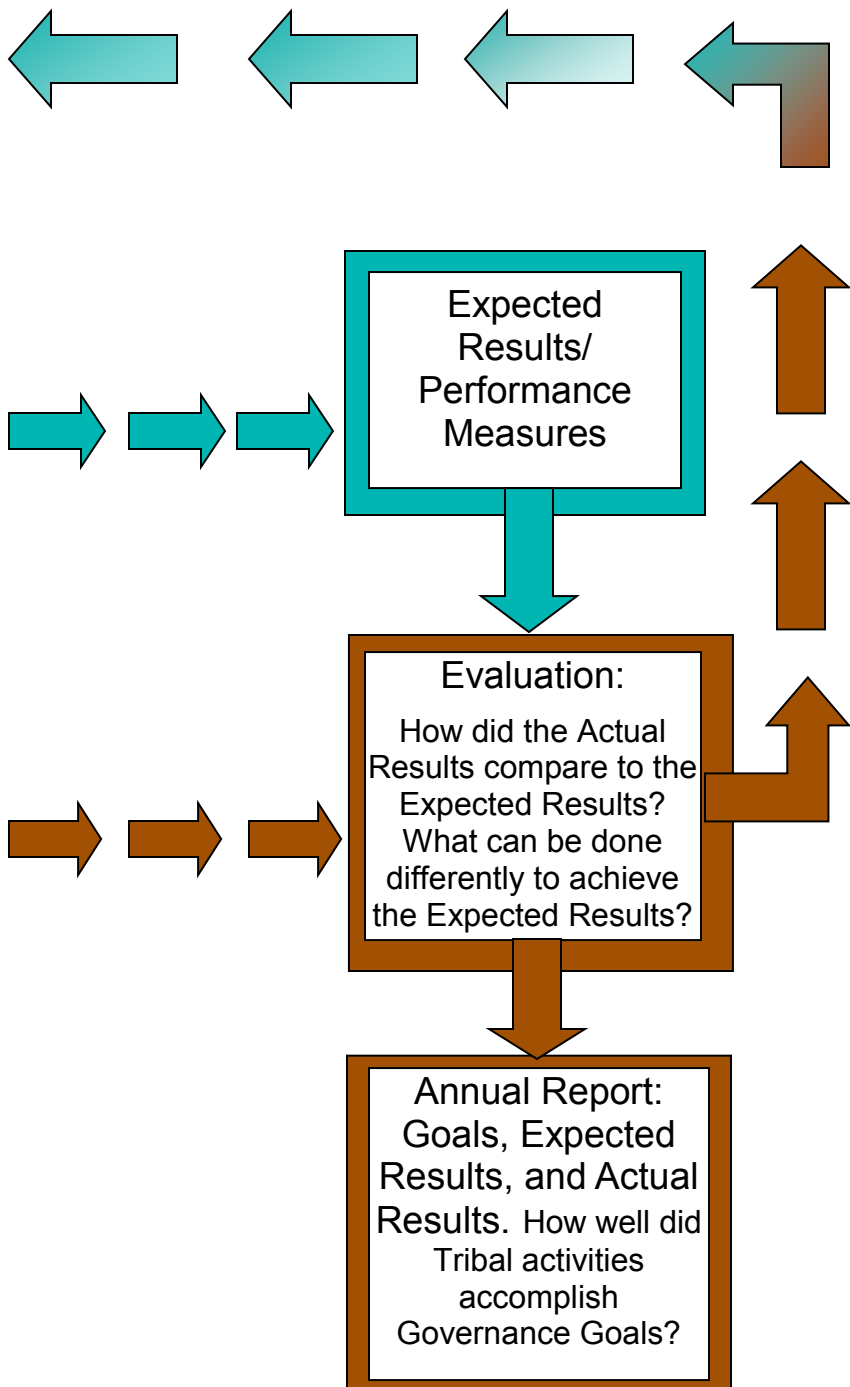 Expected
Results/
Performance
Measures
Evaluation:
How did the Actual
Results compare to the
Expected Results?
What can be done
differently to achieve
the Expected Results?
Annual Report:
Goals, Expected
Results, and Actual
Results. How well did
Tribal activities
accomplish
Governance Goals?